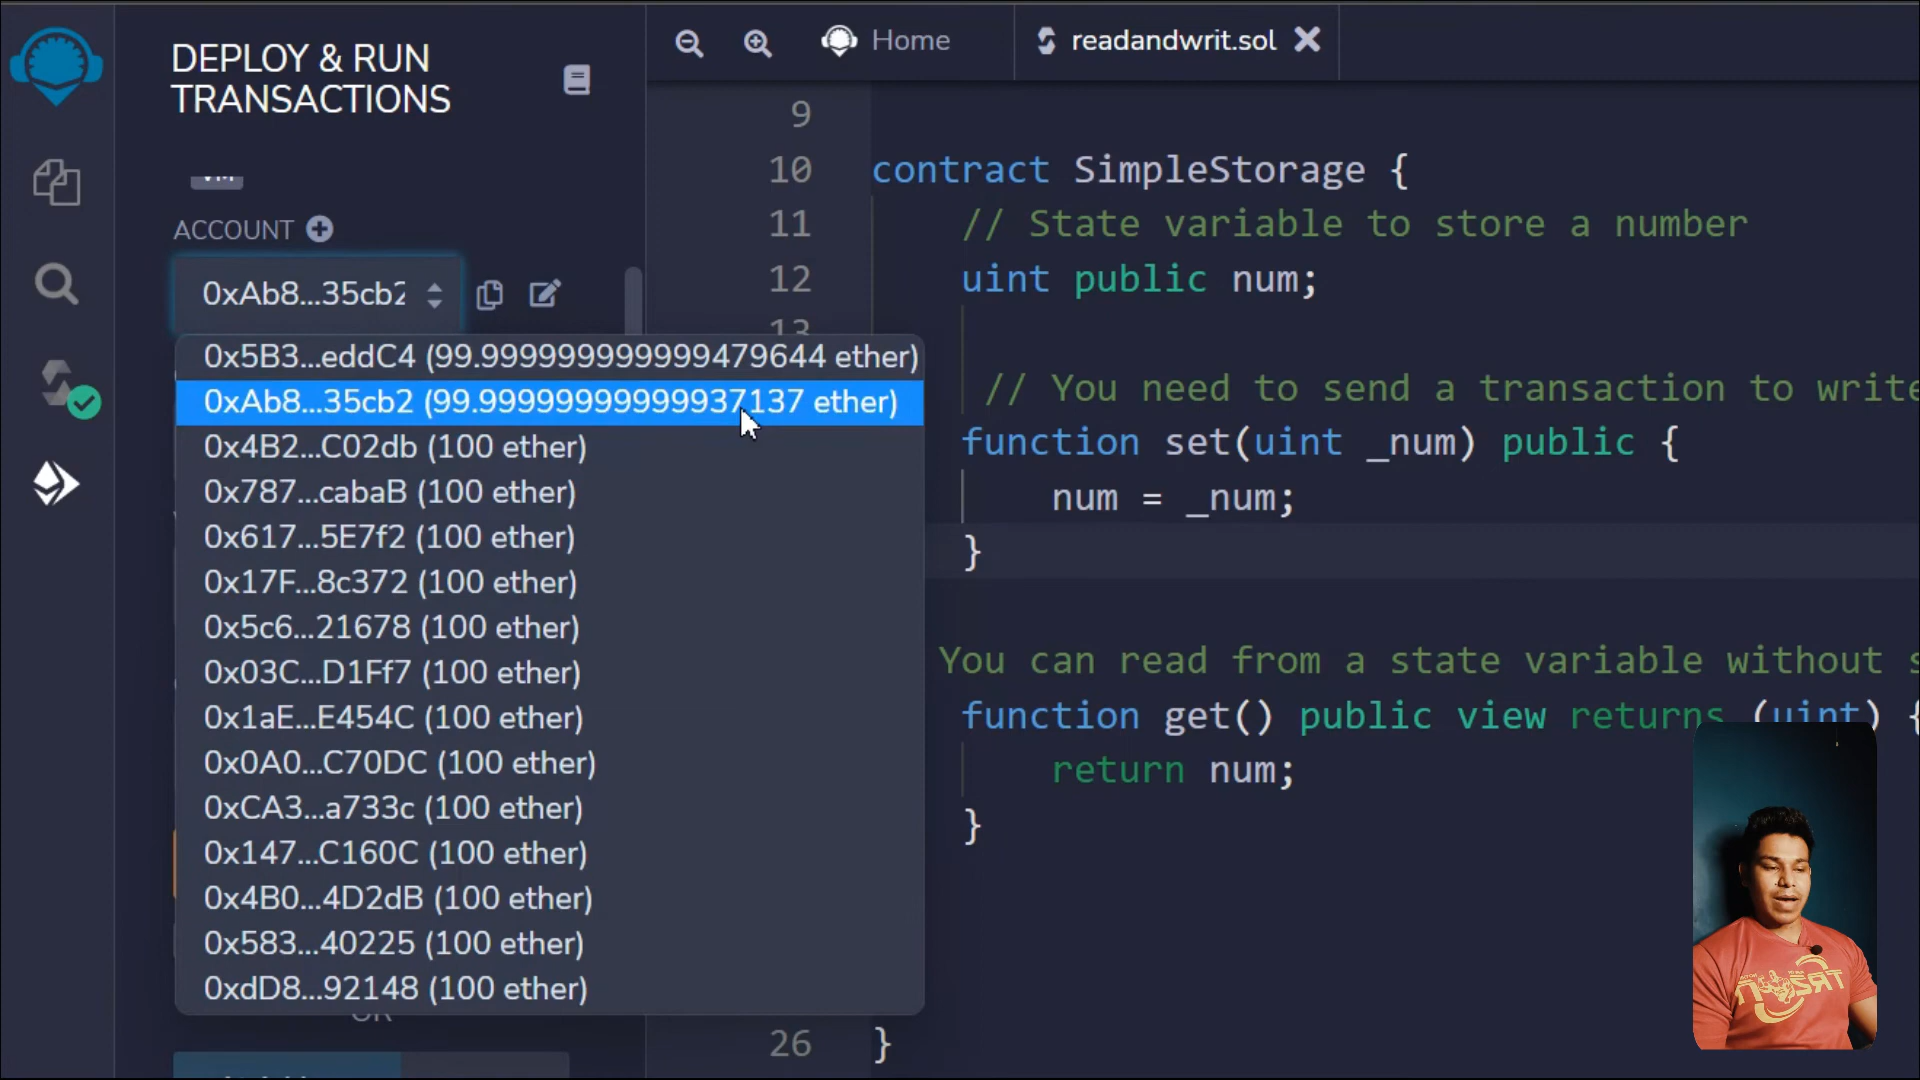 DEPLOY & RUN
TRANSACTIONS
ACCOUNT
0xAb8...35cb2
0x5B3...eddC4 (99.999999999999479644 ether)
0xAb8...35cb2 (99.99999999999937137 ether)
0x4B2...C02db (100 ether)
0x787...cabaB (100 ether)
0x617...5E7f2 (100 ether)
0x17F...8c372 (100 ether)
0x5c6...21678 (100 ether)
0x03C...D1Ff7 (100 ether)
0x1aE...E454C (100 ether)
0x0A0...C70DC (100 ether)
0xCA3...a733c (100 ether)
0x147...C160C (100 ether)
0x4B0...4D2dB (100 ether)
0x583...40225 (100 ether)
0xdD8...92148 (100 ether)
OR
Home
readandwrit.sol
9
10 contract SimpleStorage {
11 // State variable to store a number
12 uint public num;
13
// You need to send a transaction to write
function set(uint _num) public {
num = _num;
}
You can read from a state variable without
function get() public view returns (uint) {
return num;
}
26 }